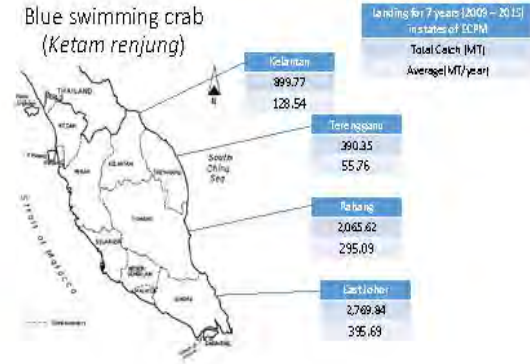 Blue swimming crab
(Ketam renjung)
Landing for 7 years (2009 – 2015)
in states of ECPM
Total Catch (MT)
Average(MT/year)
Kelantan
899.77
128.54
Terengganu
390.35
55.76
Pahang
2,065.62
295.09
East Johor
2,769.84
395.69
THAILAND
N
KEDAH
PERAK
KELANTAN
South
China
Sea
PAHANG
SELANGOR
NEGERI
SEMBILAN
JOHOR
Strait of Malacca